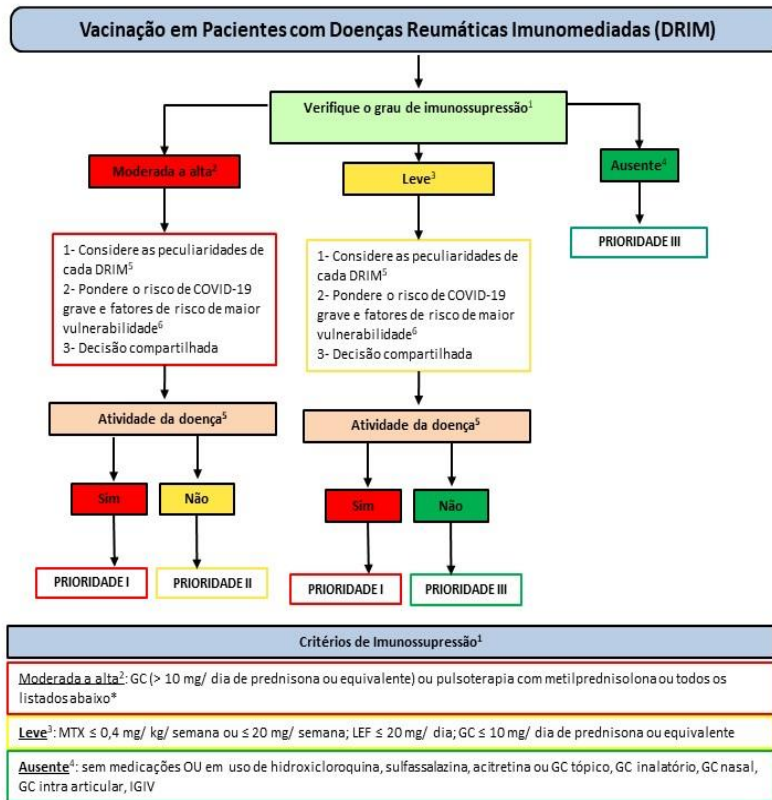 Vacinação em Pacientes com Doenças Reumáticas Imunomediadas (DRIM)
Verifique o grau de imunossupressão¹
Moderada a alta²
Leve³
Ausente⁴
PRIORIDADE III
1- Considere as peculiaridades de
cada DRIM⁵
2- Pondere o risco de COVID-19
grave e fatores de risco de maior
vulnerabilidade⁶
3- Decisão compartilhada
1- Considere as peculiaridades de
cada DRIM⁵
2- Pondere o risco de COVID-19
grave e fatores de risco de maior
vulnerabilidade⁶
3- Decisão compartilhada
Atividade da doença⁵
Atividade da doença⁵
Sim
Não
Sim
Não
PRIORIDADE I
PRIORIDADE II
PRIORIDADE I
PRIORIDADE III
Critérios de Imunossupressão¹
Moderada a alta²: GC (> 10 mg/ dia de prednisona ou equivalente) ou pulsoterapia com metilprednisolona ou todos os
listados abaixo*
Leve³: MTX ≤ 0,4 mg/ kg/ semana ou ≤ 20 mg/ semana; LEF ≤ 20 mg/ dia; GC ≤ 10 mg/ dia de prednisona ou equivalente
Ausente⁴: sem medicações OU em uso de hidroxicloroquina, sulfassalazina, acitretina ou GC tópico, GC inalatório, GC nasal,
GC intra articular, IGIV